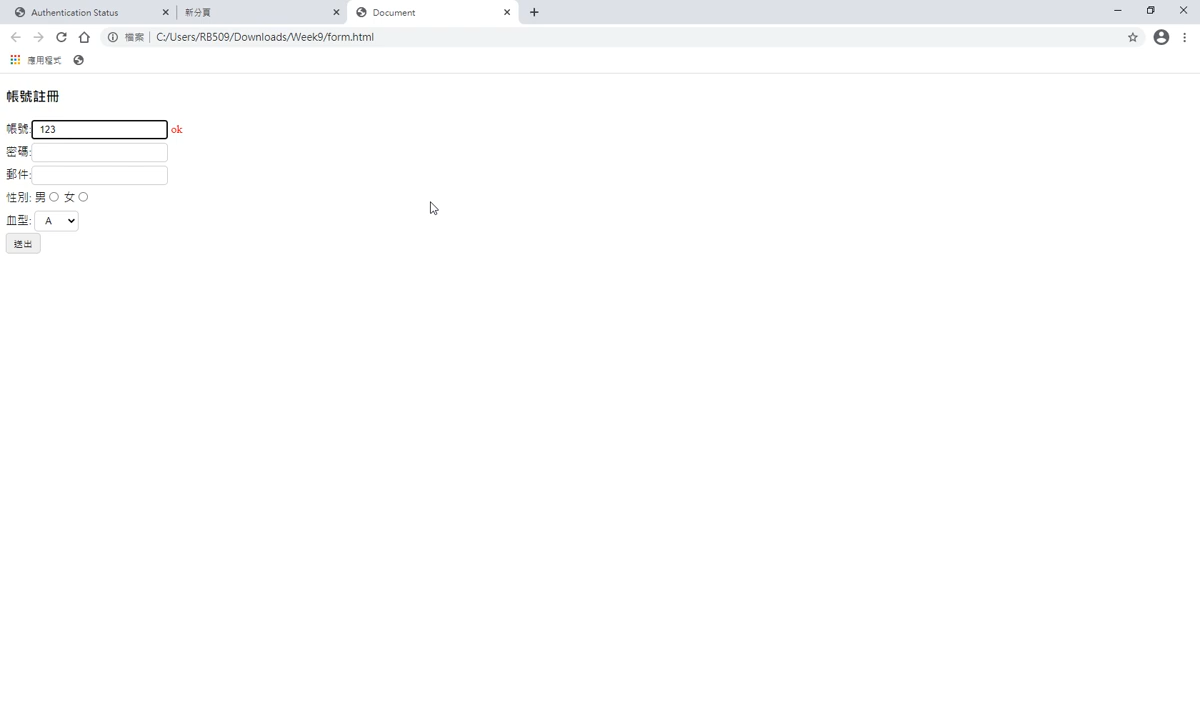 Authentication Status
新分頁
Document
檔案 C:/Users/RB509/Downloads/Week9/form.html
應用程式
帳號註冊
帳號: 123 ok
密碼:
郵件:
性別: 男 女
血型: A
送出